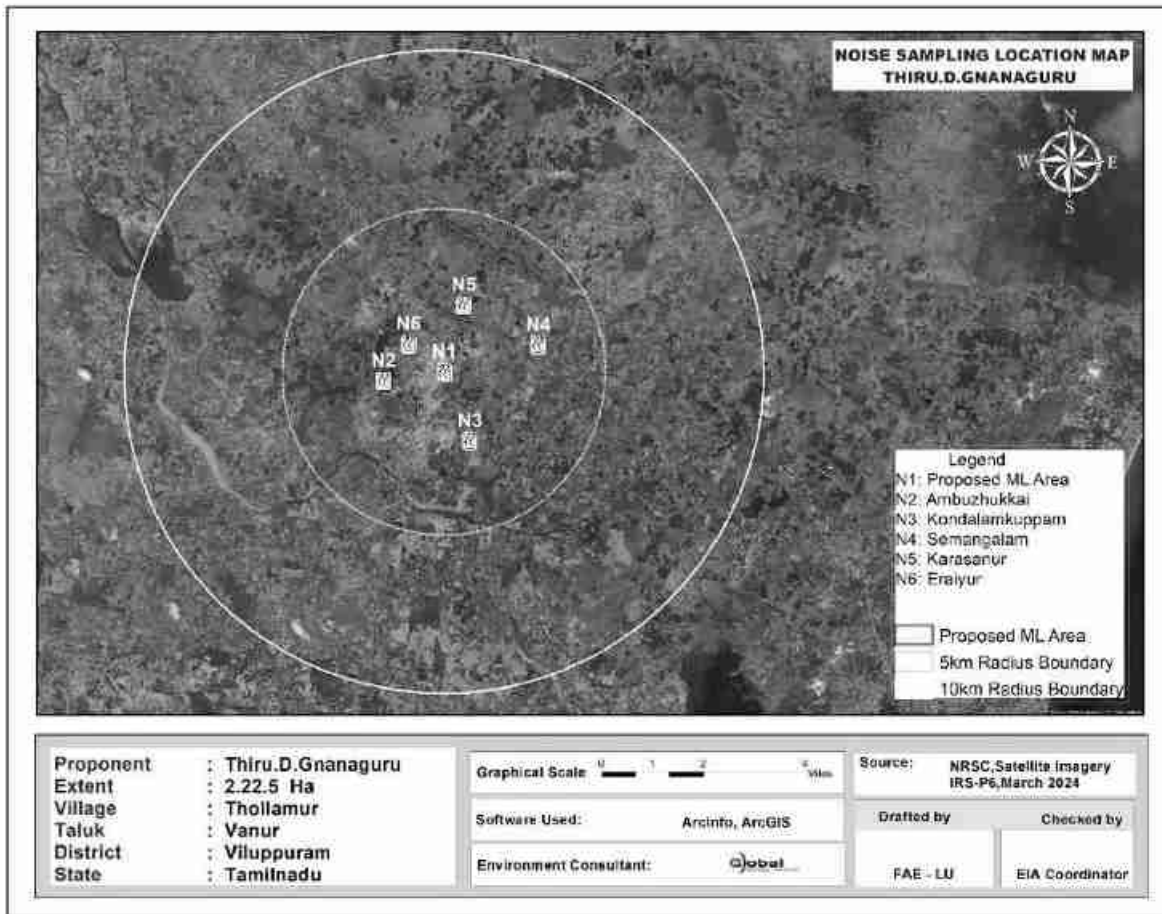 NOISE SAMPLING LOCATION MAP
THIRU.D.GNANAGURU
N
W E
S
N5
N6
N4
N1
N2
N3
Legend
N1: Proposed ML Area
N2: Ambuzhukkai
N3: Kondalamkuppam
N4: Semangalam
N5: Karasanur
N6: Eraiyur
Proposed ML Area
5km Radius Boundary
10km Radius Boundary
Proponent : Thiru.D.Gnanaguru
Extent : 2.22.5 Ha
Village : Thollamur
Taluk : Vanur
District : Viluppuram
State : Tamilnadu
Graphical Scale 0 1 2 4 Miles
Software Used: Arcinfo, ArcGIS
Environment Consultant: Global
Source: NRSC,Satellite Imagery
IRS-P6,March 2024
Drafted by Checked by
FAE - LU EIA Coordinator